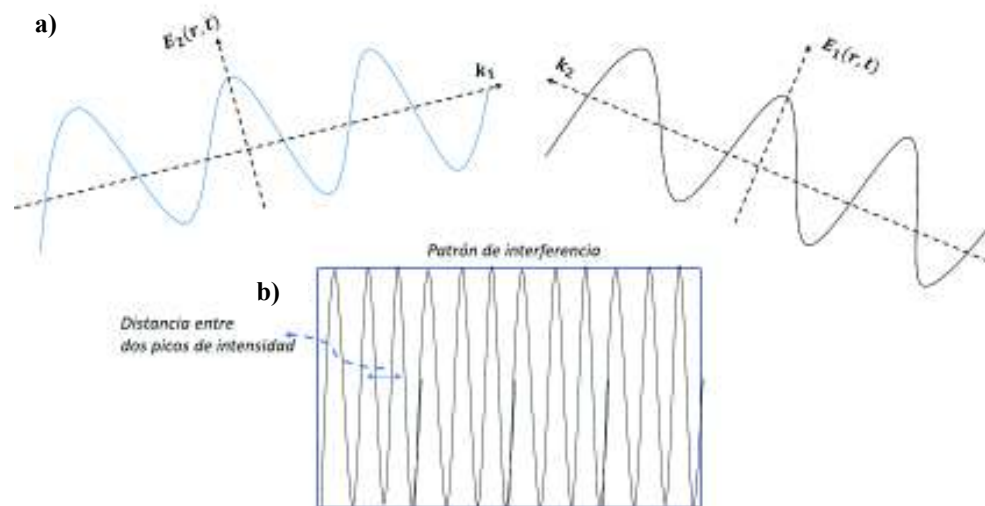 a)
E₂(r,t)
k₁
k₂
E₁(r,t)
Patrón de interferencia
b)
Distancia entre
dos picos de intensidad